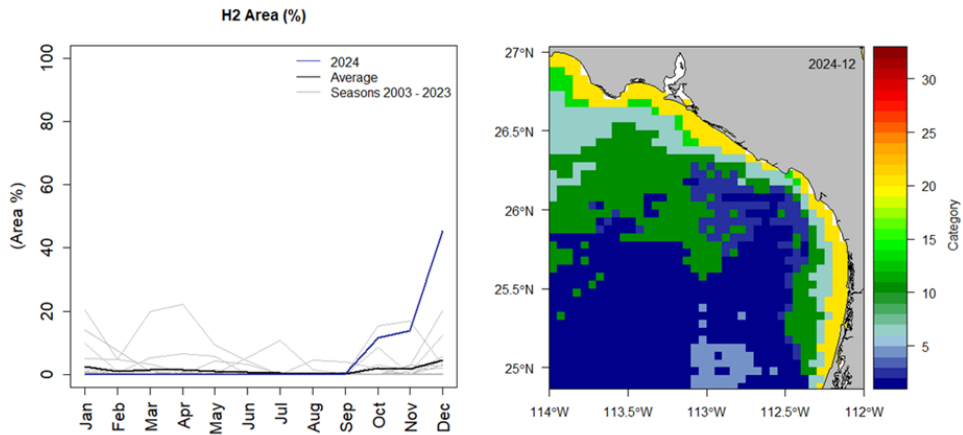 H2 Area (%)
(Area %)
100
80
60
40
20
0
2024
Average
Seasons 2003 - 2023
Jan
Feb
Mar
Apr
May
Jun
Jul
Aug
Sep
Oct
Nov
Dec
2024-12
27°N
26.5°N
26°N
25.5°N
25°N
114°W
113.5°W
113°W
112.5°W
112°W
30
25
20
15
10
5
Category